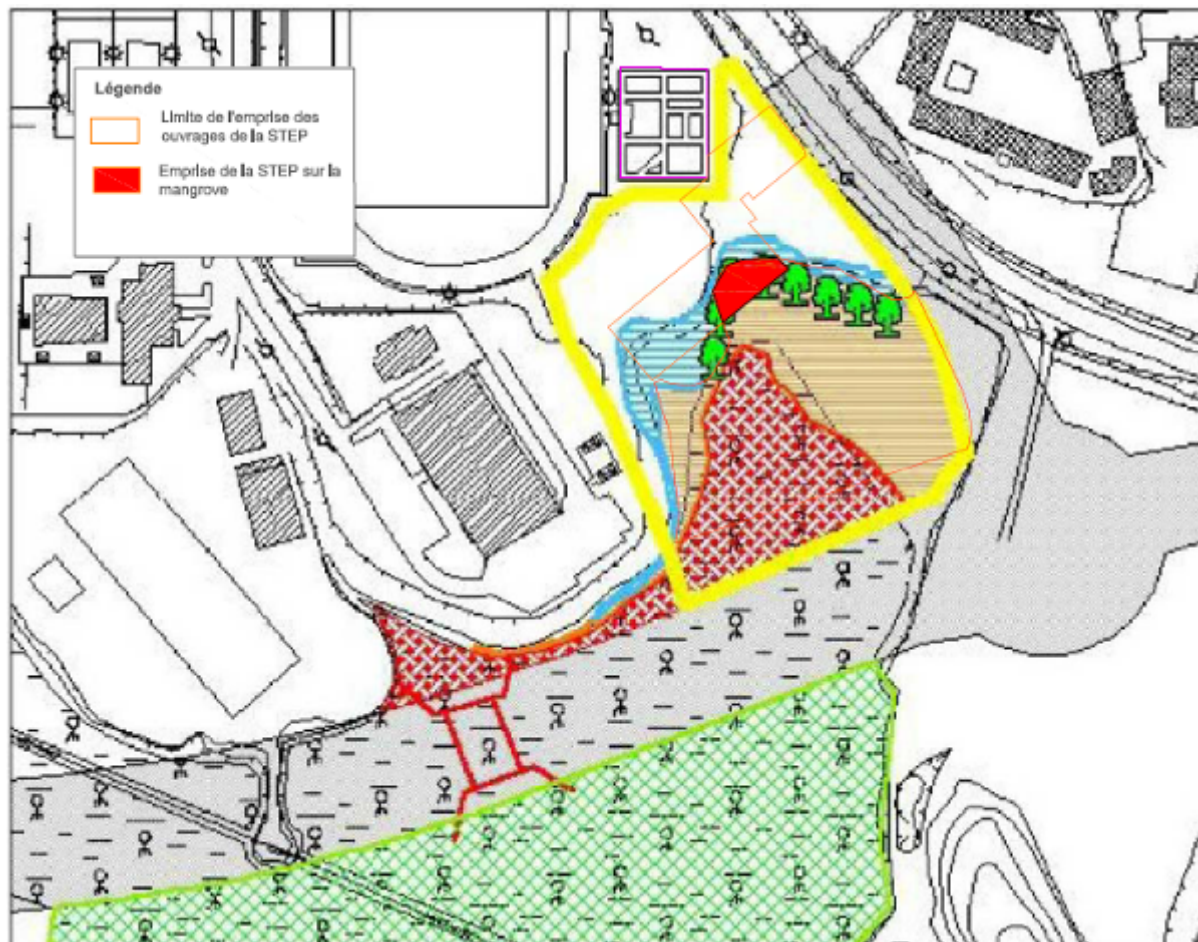 Légende
Limite de l'emprise des
ouvrages de la STEP
Emprise de la STEP sur la
mangrove